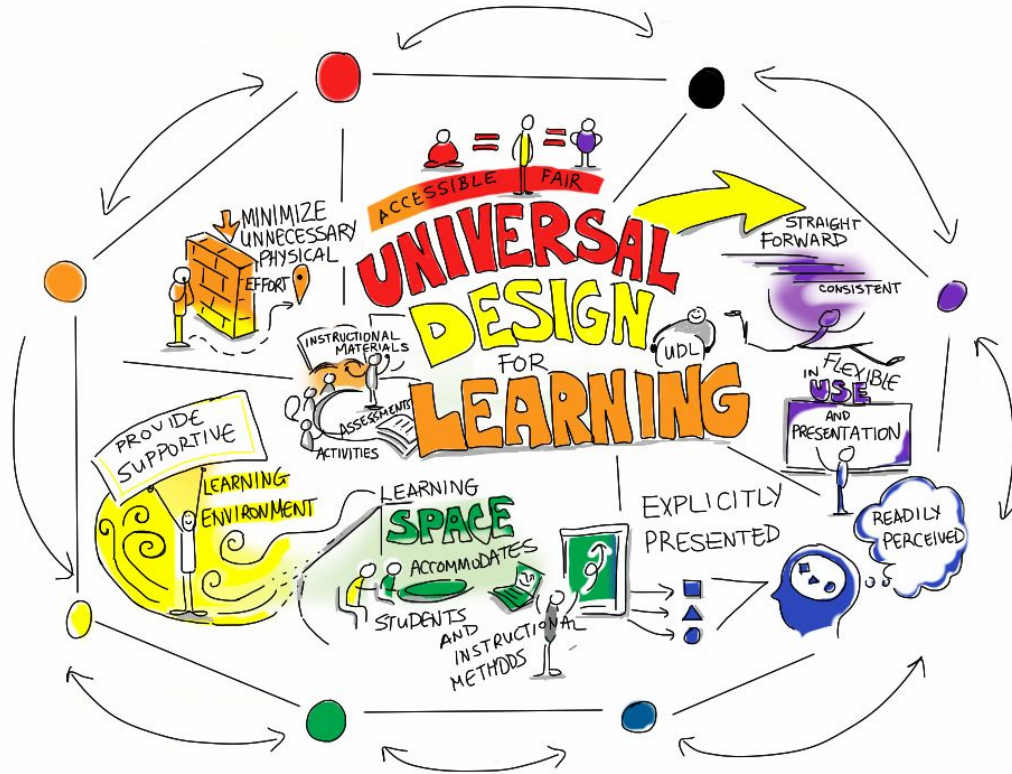 ACCESSIBLE FAIR
UNIVERSAL
DESIGN
FOR
LEARNING
UDL
MINIMIZE
UNNECESSARY
PHYSICAL
EFFORT
INSTRUCTIONAL
MATERIALS
ASSESSMENTS
ACTIVITIES
STRAIGHT
FORWARD
CONSISTENT
FLEXIBLE
IN USE
AND
PRESENTATION
PROVIDE
SUPPORTIVE
LEARNING
ENVIRONMENT
LEARNING
SPACE
ACCOMMODATES
STUDENTS
AND
INSTRUCTIONAL
METHODS
EXPLICITLY
PRESENTED
READILY
PERCEIVED